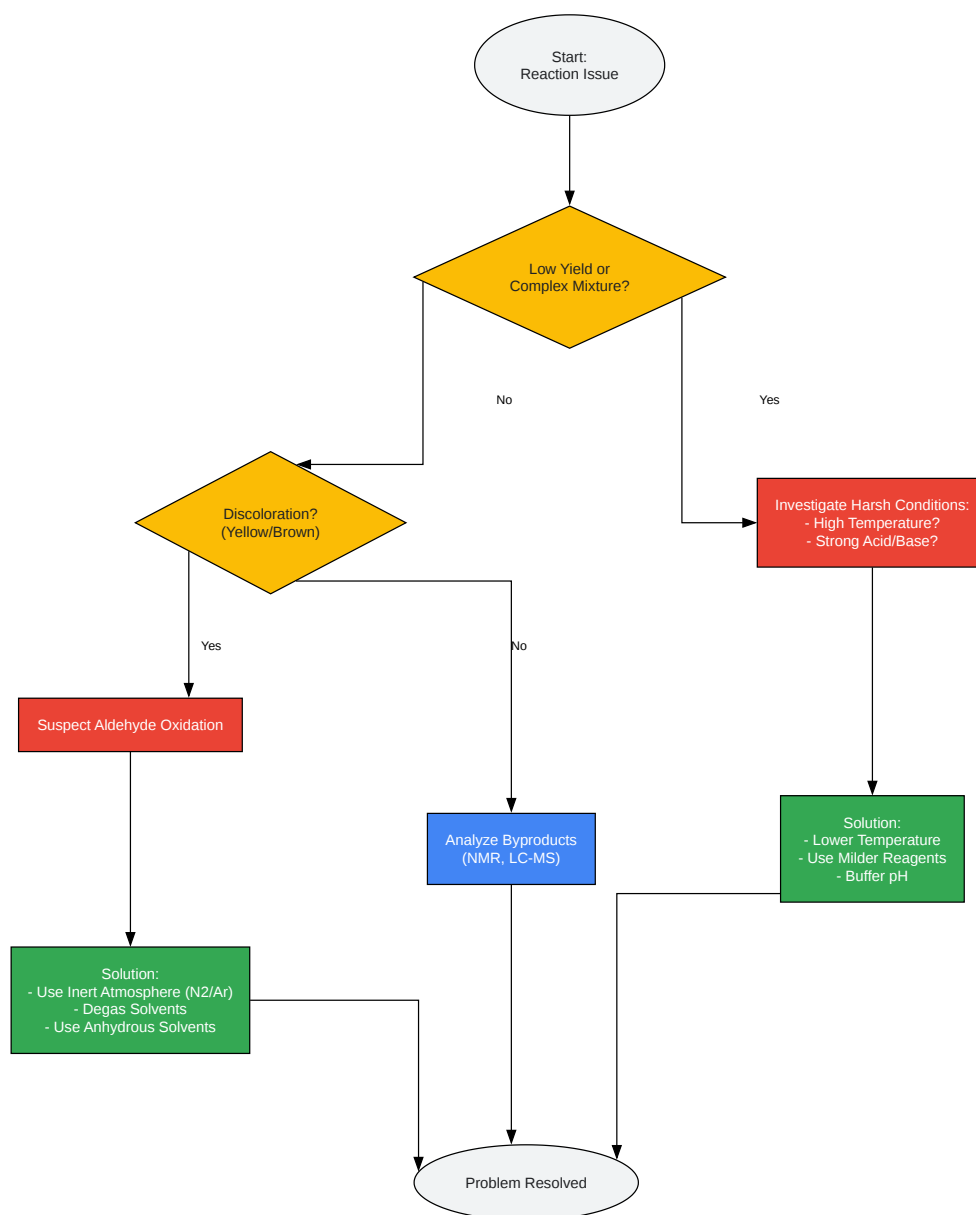 Start:
Reaction Issue
Low Yield or
Complex Mixture?
No
Yes
Discoloration?
(Yellow/Brown)
Investigate Harsh Conditions:
- High Temperature?
- Strong Acid/Base?
Yes
No
Suspect Aldehyde Oxidation
Analyze Byproducts
(NMR, LC-MS)
Solution:
- Lower Temperature
- Use Milder Reagents
- Buffer pH
Solution:
- Use Inert Atmosphere (N2/Ar)
- Degas Solvents
- Use Anhydrous Solvents
Problem Resolved